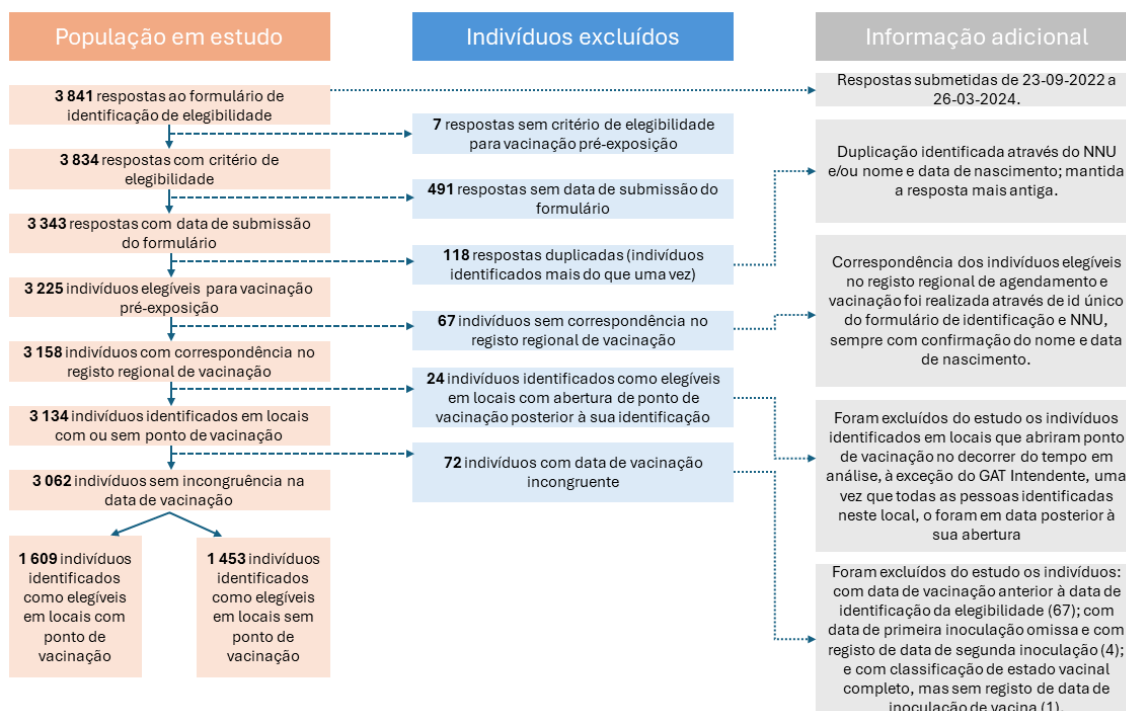 População em estudo
3 841 respostas ao formulário de
identificação de elegibilidade
3 834 respostas com critério de
elegibilidade
3 343 respostas com data de submissão
do formulário
3 225 indivíduos elegíveis para vacinação
pré-exposição
3 158 indivíduos com correspondência no
registo regional de vacinação
3 134 indivíduos identificados em locais
com ou sem ponto de vacinação
3 062 indivíduos sem incongruência na
data de vacinação
1 609 indivíduos
identificados
como elegíveis
em locais com
ponto de
vacinação
1 453 indivíduos
identificados
como elegíveis
em locais sem
ponto de
vacinação
Indivíduos excluídos
7 respostas sem critério de elegibilidade
para vacinação pré-exposição
491 respostas sem data de submissão do
formulário
118 respostas duplicadas (indivíduos
identificados mais do que uma vez)
67 indivíduos sem correspondência no
registo regional de vacinação
24 indivíduos identificados como elegíveis
em locais com abertura de ponto de
vacinação posterior à sua identificação
72 indivíduos com data de vacinação
incongruente
Informação adicional
Respostas submetidas de 23-09-2022 a
26-03-2024.
Duplicação identificada através do NNU
e/ou nome e data de nascimento; mantida
a resposta mais antiga.
Correspondência dos indivíduos elegíveis
no registo regional de agendamento e
vacinação foi realizada através de id único
do formulário de identificação e NNU,
sempre com confirmação do nome e data
de nascimento.
Foram excluídos do estudo os indivíduos
identificados em locais que abriram ponto
de vacinação no decorrer do tempo em
análise, à exceção do GAT Intendente, uma
vez que todas as pessoas identificadas
neste local, o foram em data posterior à
sua abertura
Foram excluídos do estudo os indivíduos:
com data de vacinação anterior à data de
identificação da elegibilidade (67); com
data de primeira inoculação omissa e com
registo de data de segunda inoculação (4);
e com classificação de estado vacinal
completo, mas sem registo de data de
inoculação de vacina (1).